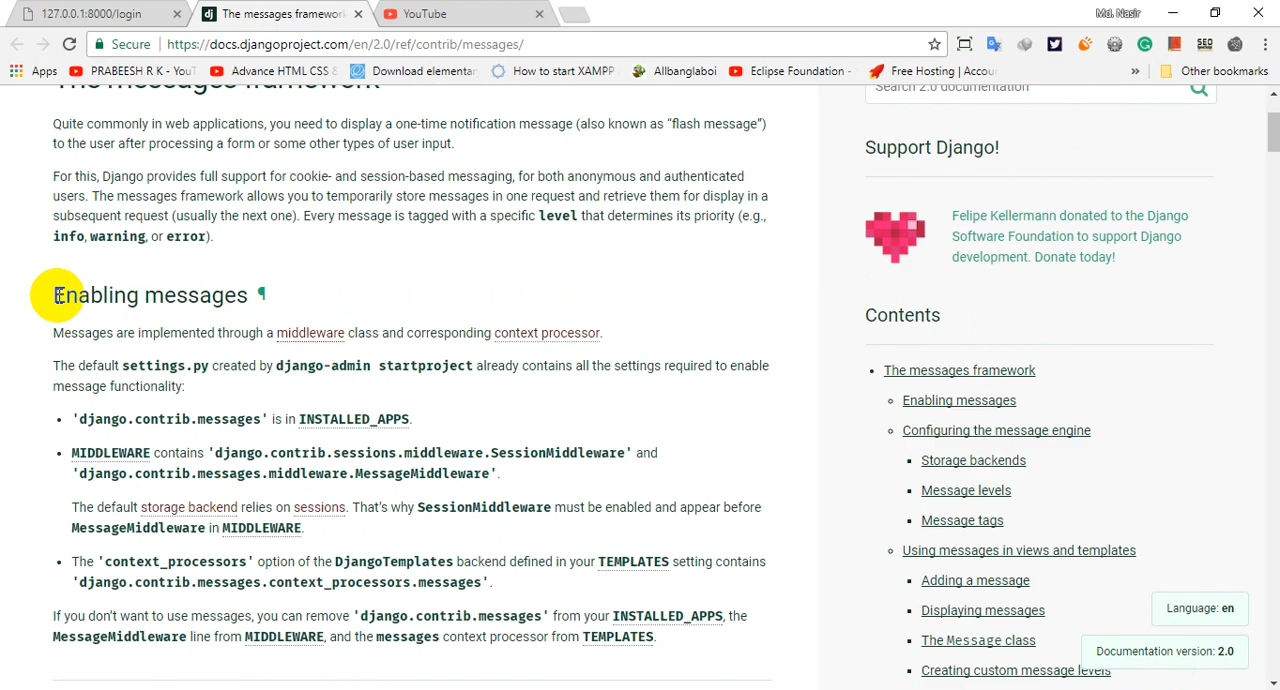 127.0.0.1:8000/login
The messages framework
YouTube
Md. Nasir
Secure
https://docs.djangoproject.com/en/2.0/ref/contrib/messages/
Apps
PRABEESH R K - YouT
Advance HTML CSS &
Download elementar
How to start XAMPP
Allbanglaboi
Eclipse Foundation -
Free Hosting | Accou
»
Other bookmarks
The messages framework
Quite commonly in web applications, you need to display a one-time notification message (also known as “flash message”)
to the user after processing a form or some other types of user input.
For this, Django provides full support for cookie- and session-based messaging, for both anonymous and authenticated
users. The messages framework allows you to temporarily store messages in one request and retrieve them for display in a
subsequent request (usually the next one). Every message is tagged with a specific level that determines its priority (e.g.,
info, warning, or error).
Enabling messages ¶
Messages are implemented through a middleware class and corresponding context processor.
The default settings.py created by django-admin startproject already contains all the settings required to enable
message functionality:
• 'django.contrib.messages' is in INSTALLED_APPS.
• MIDDLEWARE contains 'django.contrib.sessions.middleware.SessionMiddleware' and
'django.contrib.messages.middleware.MessageMiddleware'.
The default storage backend relies on sessions. That’s why SessionMiddleware must be enabled and appear before
MessageMiddleware in MIDDLEWARE.
• The 'context_processors' option of the DjangoTemplates backend defined in your TEMPLATES setting contains
'django.contrib.messages.context_processors.messages'.
If you don’t want to use messages, you can remove 'django.contrib.messages' from your INSTALLED_APPS, the
MessageMiddleware line from MIDDLEWARE, and the messages context processor from TEMPLATES.
Search 2.0 documentation
Support Django!
Felipe Kellermann donated to the Django
Software Foundation to support Django
development. Donate today!
Contents
The messages framework
Enabling messages
Configuring the message engine
Storage backends
Message levels
Message tags
Using messages in views and templates
Adding a message
Displaying messages
The Message class
Creating custom message levels
Language: en
Documentation version: 2.0
dj
SEO